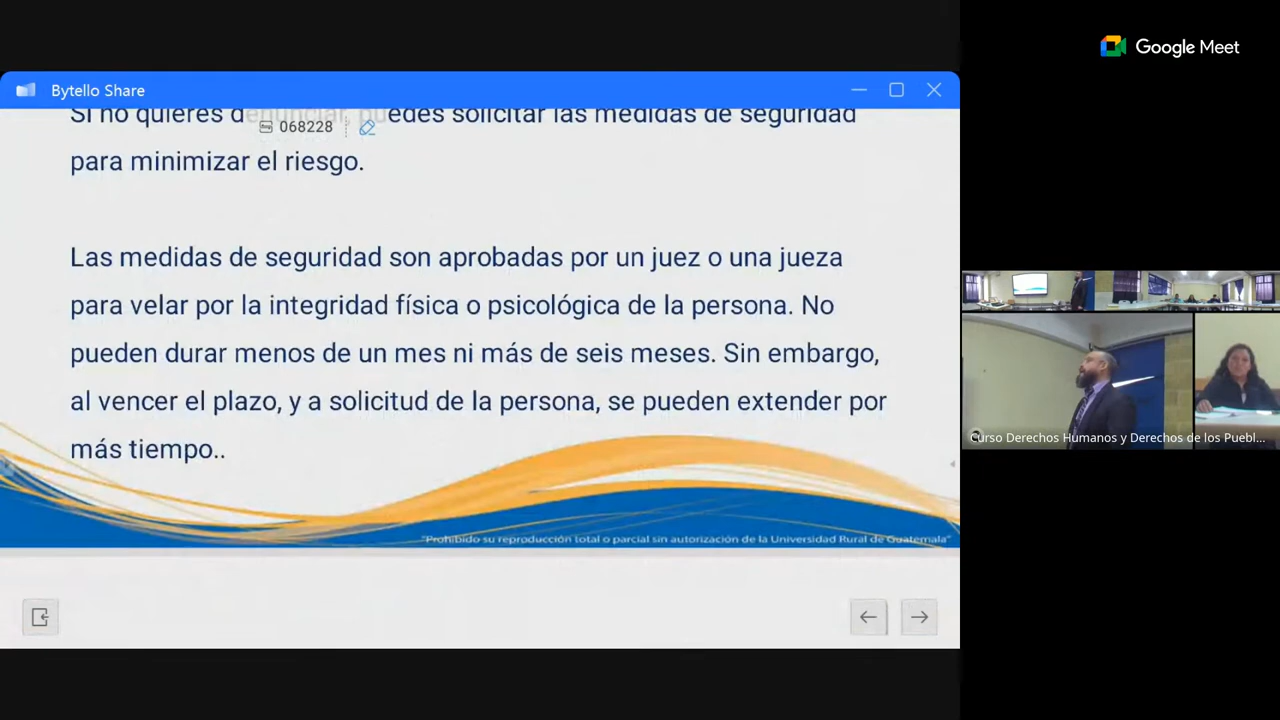 Google Meet
Bytello Share
Si no quieres denunciar, puedes solicitar las medidas de seguridad
068228
para minimizar el riesgo.
Las medidas de seguridad son aprobadas por un juez o una jueza
para velar por la integridad física o psicológica de la persona. No
pueden durar menos de un mes ni más de seis meses. Sin embargo,
al vencer el plazo, y a solicitud de la persona, se pueden extender por
más tiempo..
"Prohibido su reproducción total o parcial sin autorización de la Universidad Rural de Guatemala"
Curso Derechos Humanos y Derechos de los Puebl...